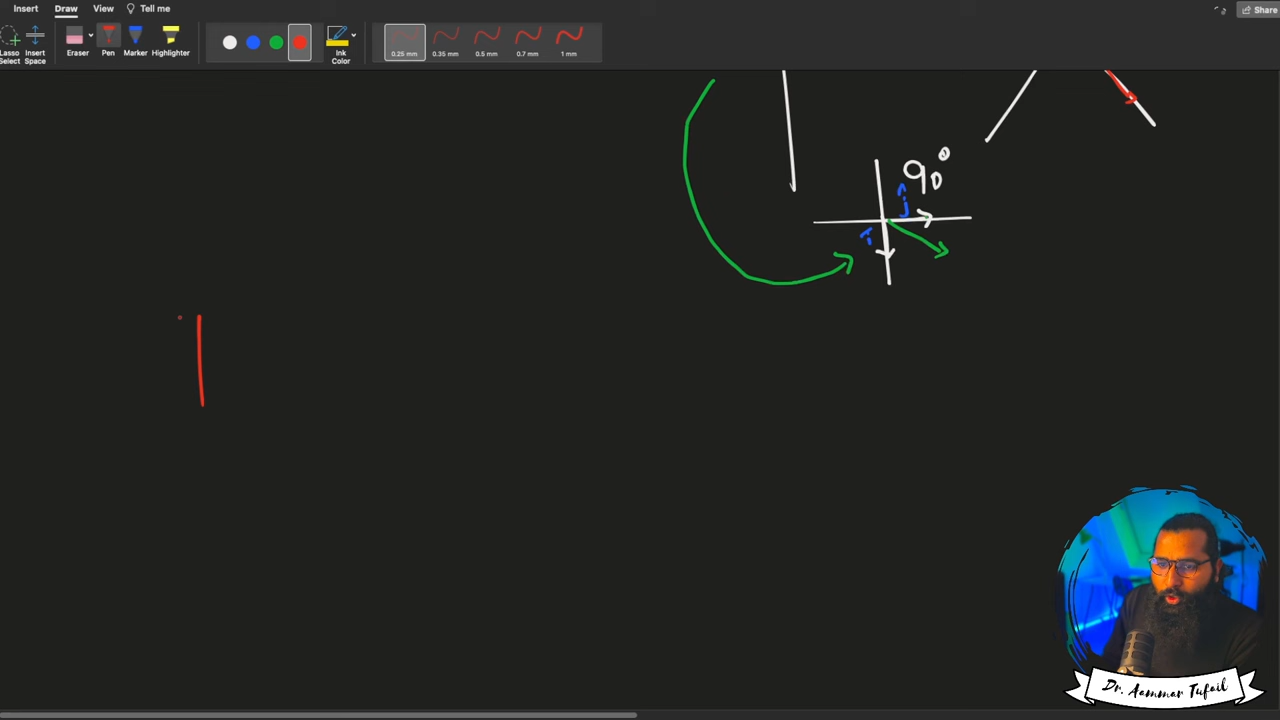 Insert Draw View Tell me Share
Lasso Select Insert Space Eraser Pen Marker Highlighter Ink Color 0.25 mm 0.35 mm 0.5 mm 0.7 mm 1 mm
90°
Dr. Aammar Tufail